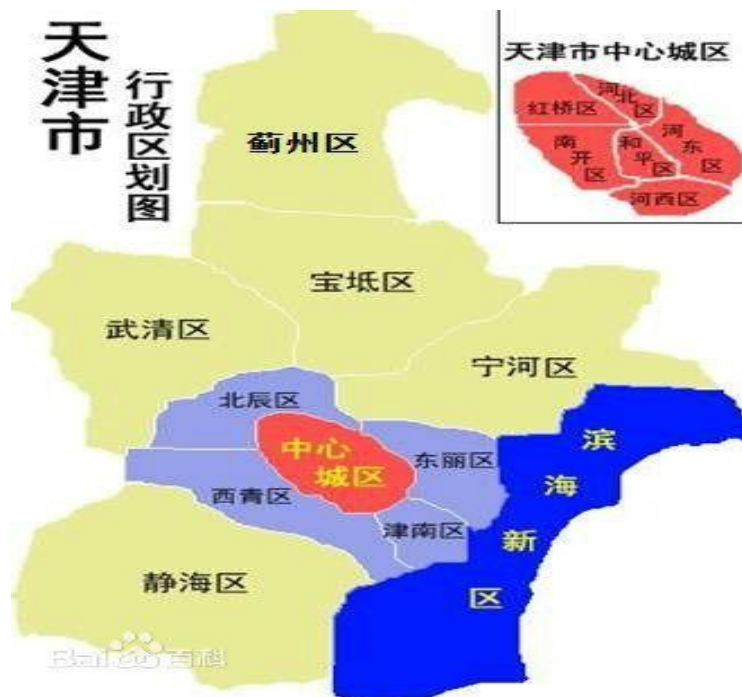 天津市
行政区划图
天津市中心城区
红桥区
河北区
河东区
南开区
和平区
河西区
蓟州区
宝坻区
武清区
宁河区
北辰区
中心
城区
东丽区
西青区
津南区
滨海新区
静海区
Bai百科